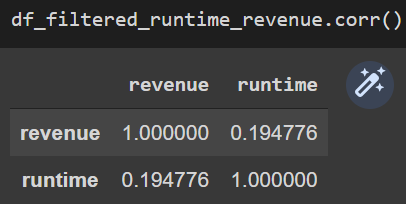 df_filtered_runtime_revenue.corr()
revenue runtime
revenue 1.000000 0.194776
runtime 0.194776 1.000000